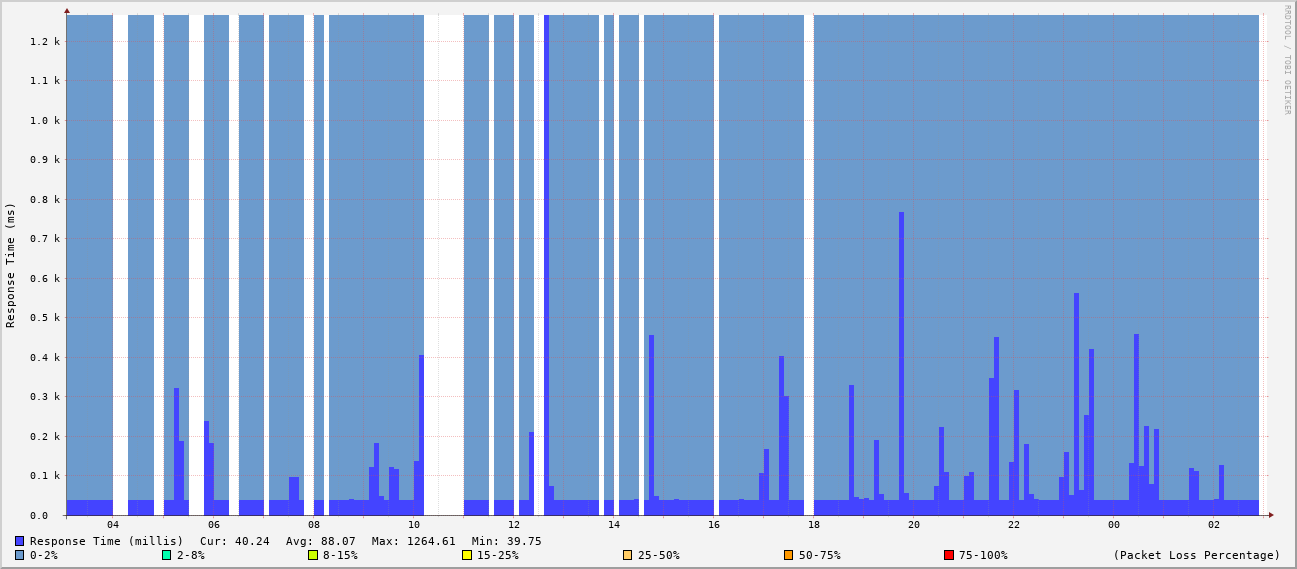 RRDTOOL / TOBI OETIKER
Response Time (ms)
1.2 k
1.1 k
1.0 k
0.9 k
0.8 k
0.7 k
0.6 k
0.5 k
0.4 k
0.3 k
0.2 k
0.1 k
0.0
04 06 08 10 12 14 16 18 20 22 00 02
Response Time (millis) Cur: 40.24 Avg: 88.07 Max: 1264.61 Min: 39.75
0-2% 2-8% 8-15% 15-25% 25-50% 50-75% 75-100% (Packet Loss Percentage)